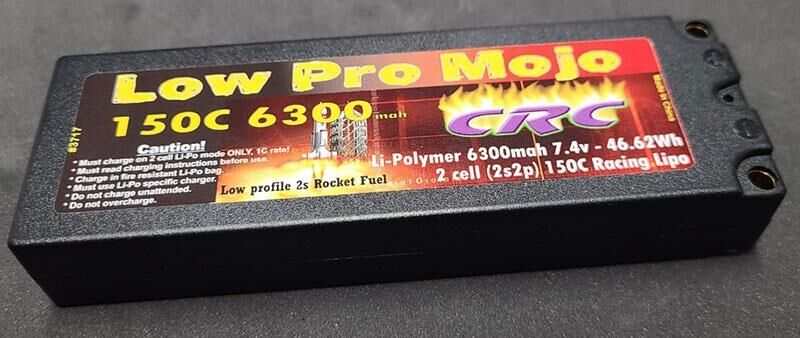 Low Pro Mojo
150C 6300 mah
CRC
#3717
Caution!
* Must charge on 2 cell Li-Po mode ONLY, 1C rate!
* Must read charging instructions before use.
* Charge in fire resistant Li-Po bag.
* Must use Li-Po specific charger.
* Do not charge unattended.
* Do not overcharge.
Low profile 2s Rocket Fuel
Li-Polymer 6300mah 7.4v - 46.62Wh
2 cell (2s2p) 150C Racing Lipo
Made in China